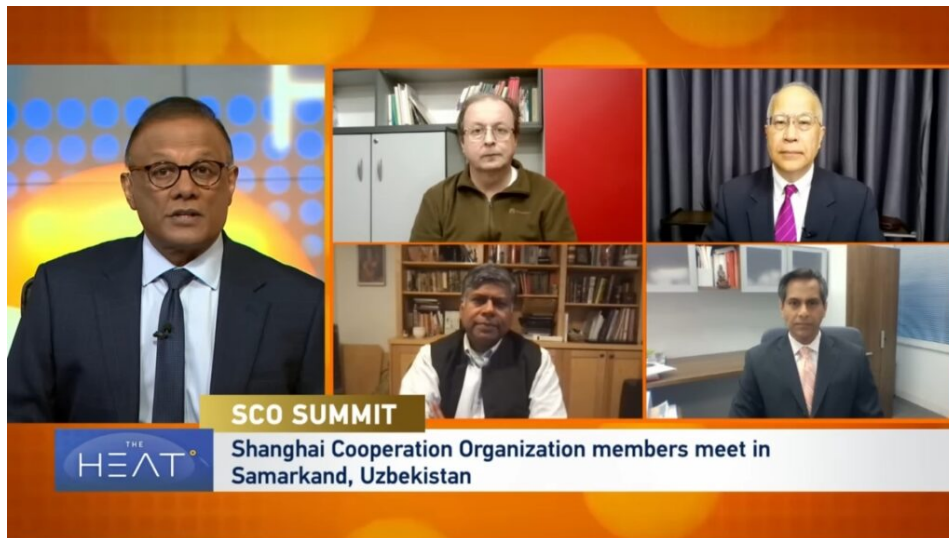 SCO SUMMIT
THE
HEAT
Shanghai Cooperation Organization members meet in
Samarkand, Uzbekistan